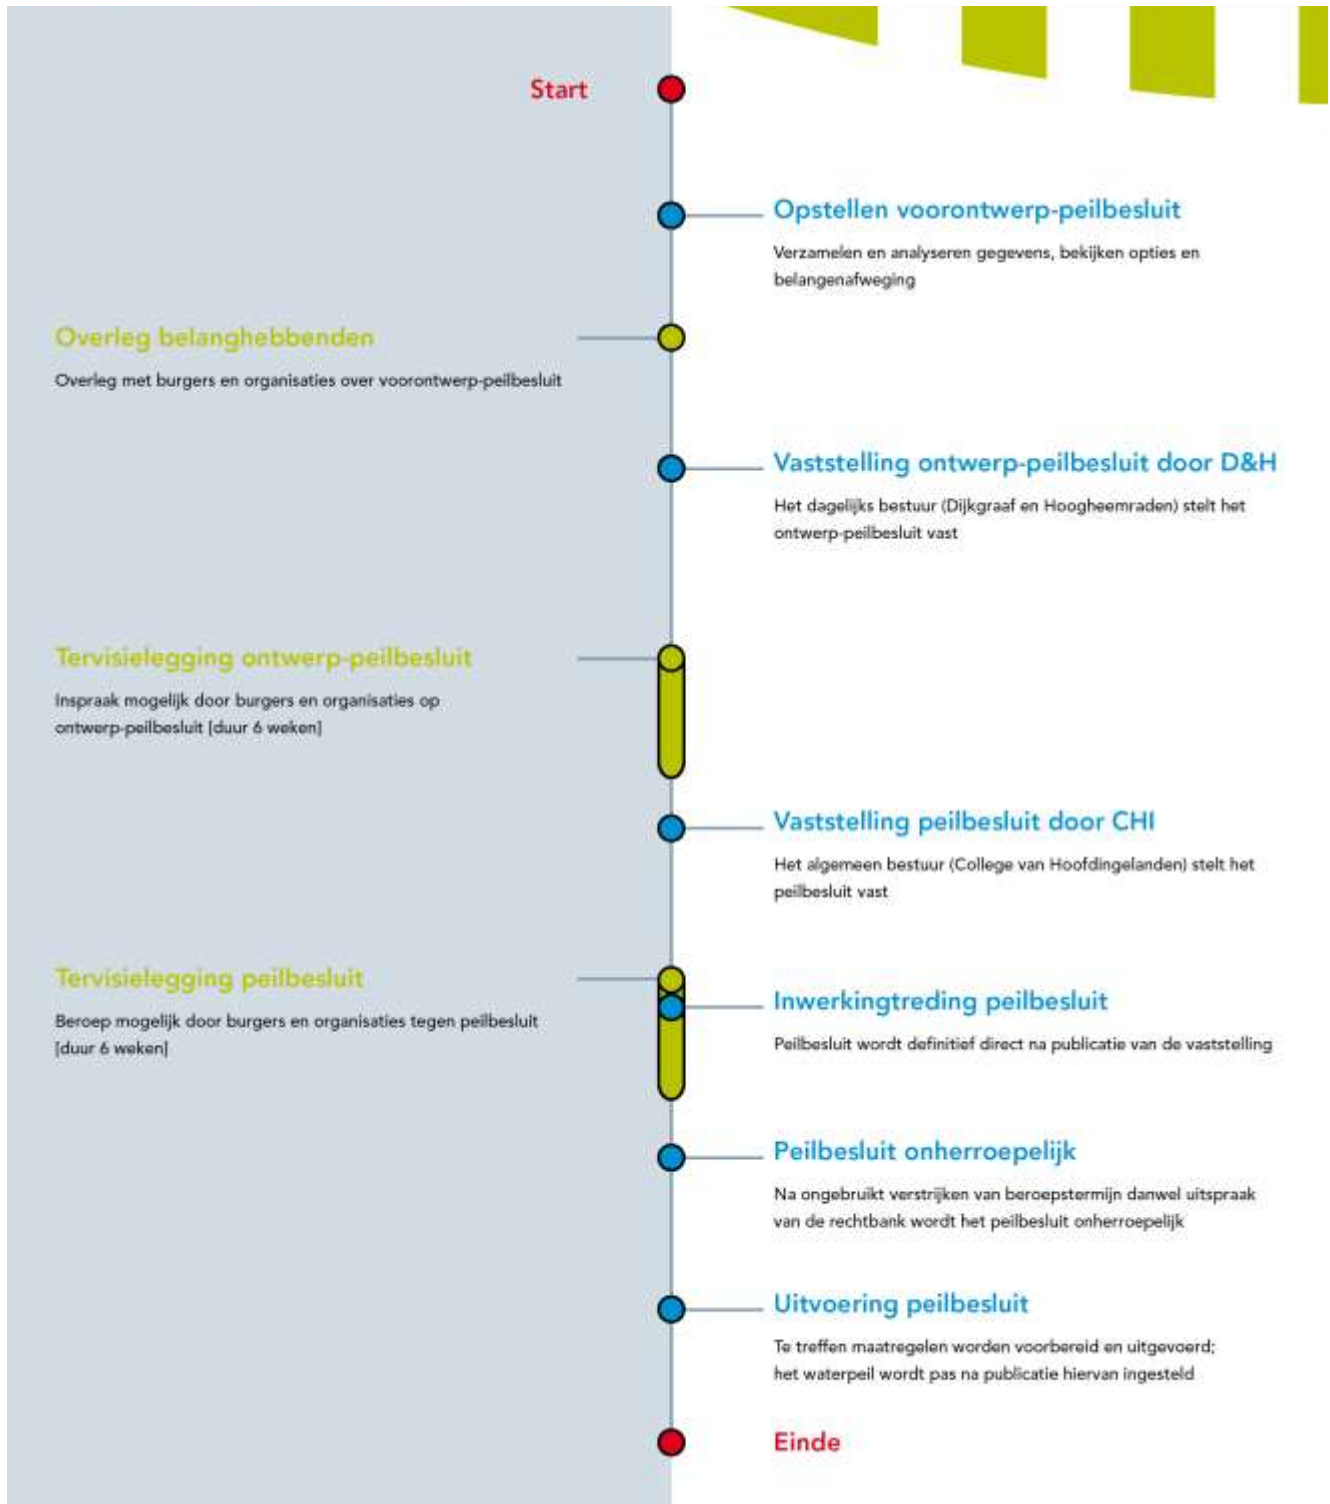 Start
Opstellen voorontwerp-peilbesluit
Verzamelen en analyseren gegevens, bekijken opties en
belangenafweging
Overleg belanghebbenden
Overleg met burgers en organisaties over voorontwerp-peilbesluit
Vaststelling ontwerp-peilbesluit door D&H
Het dagelijks bestuur (Dijkgraaf en Hoogheemraden) stelt het
ontwerp-peilbesluit vast
Tervisielegging ontwerp-peilbesluit
Inspraak mogelijk door burgers en organisaties op
ontwerp-peilbesluit [duur 6 weken]
Vaststelling peilbesluit door CHI
Het algemeen bestuur (College van Hoofdingelanden) stelt het
peilbesluit vast
Tervisielegging peilbesluit
Beroep mogelijk door burgers en organisaties tegen peilbesluit
[duur 6 weken]
Inwerkingtreding peilbesluit
Peilbesluit wordt definitief direct na publicatie van de vaststelling
Peilbesluit onherroepelijk
Na ongebruikt verstrijken van beroepstermijn danwel uitspraak
van de rechtbank wordt het peilbesluit onherroepelijk
Uitvoering peilbesluit
Te treffen maatregelen worden voorbereid en uitgevoerd;
het waterpeil wordt pas na publicatie hiervan ingesteld
Einde